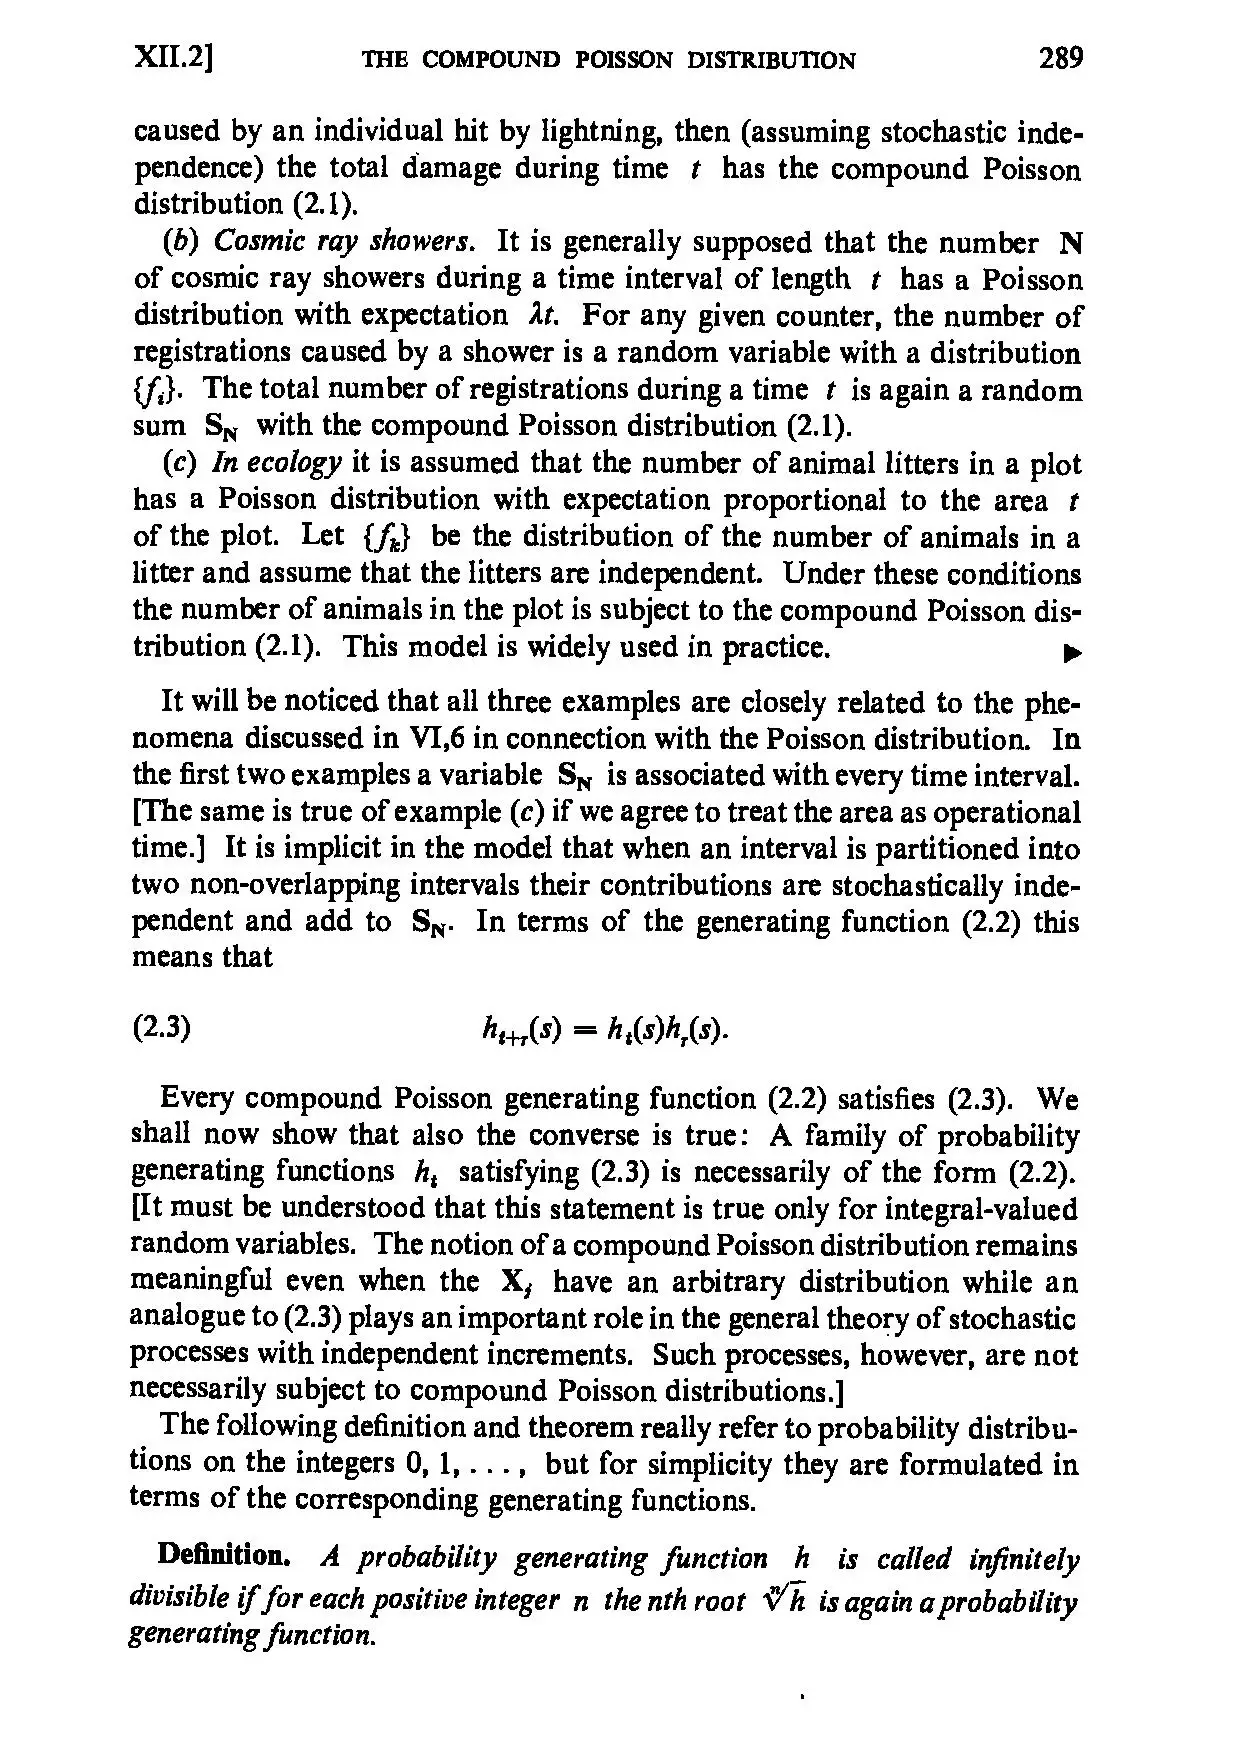 XII.2] THE COMPOUND POISSON DISTRIBUTION 289
caused by an individual hit by lightning, then (assuming stochastic inde-
pendence) the total damage during time t has the compound Poisson
distribution (2.1).
(b) Cosmic ray showers. It is generally supposed that the number N
of cosmic ray showers during a time interval of length t has a Poisson
distribution with expectation λt. For any given counter, the number of
registrations caused by a shower is a random variable with a distribution
{f_i}. The total number of registrations during a time t is again a random
sum S_N with the compound Poisson distribution (2.1).
(c) In ecology it is assumed that the number of animal litters in a plot
has a Poisson distribution with expectation proportional to the area t
of the plot. Let {f_k} be the distribution of the number of animals in a
litter and assume that the litters are independent. Under these conditions
the number of animals in the plot is subject to the compound Poisson dis-
tribution (2.1). This model is widely used in practice. ►
It will be noticed that all three examples are closely related to the phe-
nomena discussed in VI,6 in connection with the Poisson distribution. In
the first two examples a variable S_N is associated with every time interval.
[The same is true of example (c) if we agree to treat the area as operational
time.] It is implicit in the model that when an interval is partitioned into
two non-overlapping intervals their contributions are stochastically inde-
pendent and add to S_N. In terms of the generating function (2.2) this
means that
(2.3) h_{t+r}(s) = h_t(s)h_r(s).
Every compound Poisson generating function (2.2) satisfies (2.3). We
shall now show that also the converse is true: A family of probability
generating functions h_t satisfying (2.3) is necessarily of the form (2.2).
[It must be understood that this statement is true only for integral-valued
random variables. The notion of a compound Poisson distribution remains
meaningful even when the X_j have an arbitrary distribution while an
analogue to (2.3) plays an important role in the general theory of stochastic
processes with independent increments. Such processes, however, are not
necessarily subject to compound Poisson distributions.]
The following definition and theorem really refer to probability distribu-
tions on the integers 0, 1, . . . , but for simplicity they are formulated in
terms of the corresponding generating functions.
Definition. A probability generating function h is called infinitely
divisible if for each positive integer n the nth root ⁿ√h is again a probability
generating function.